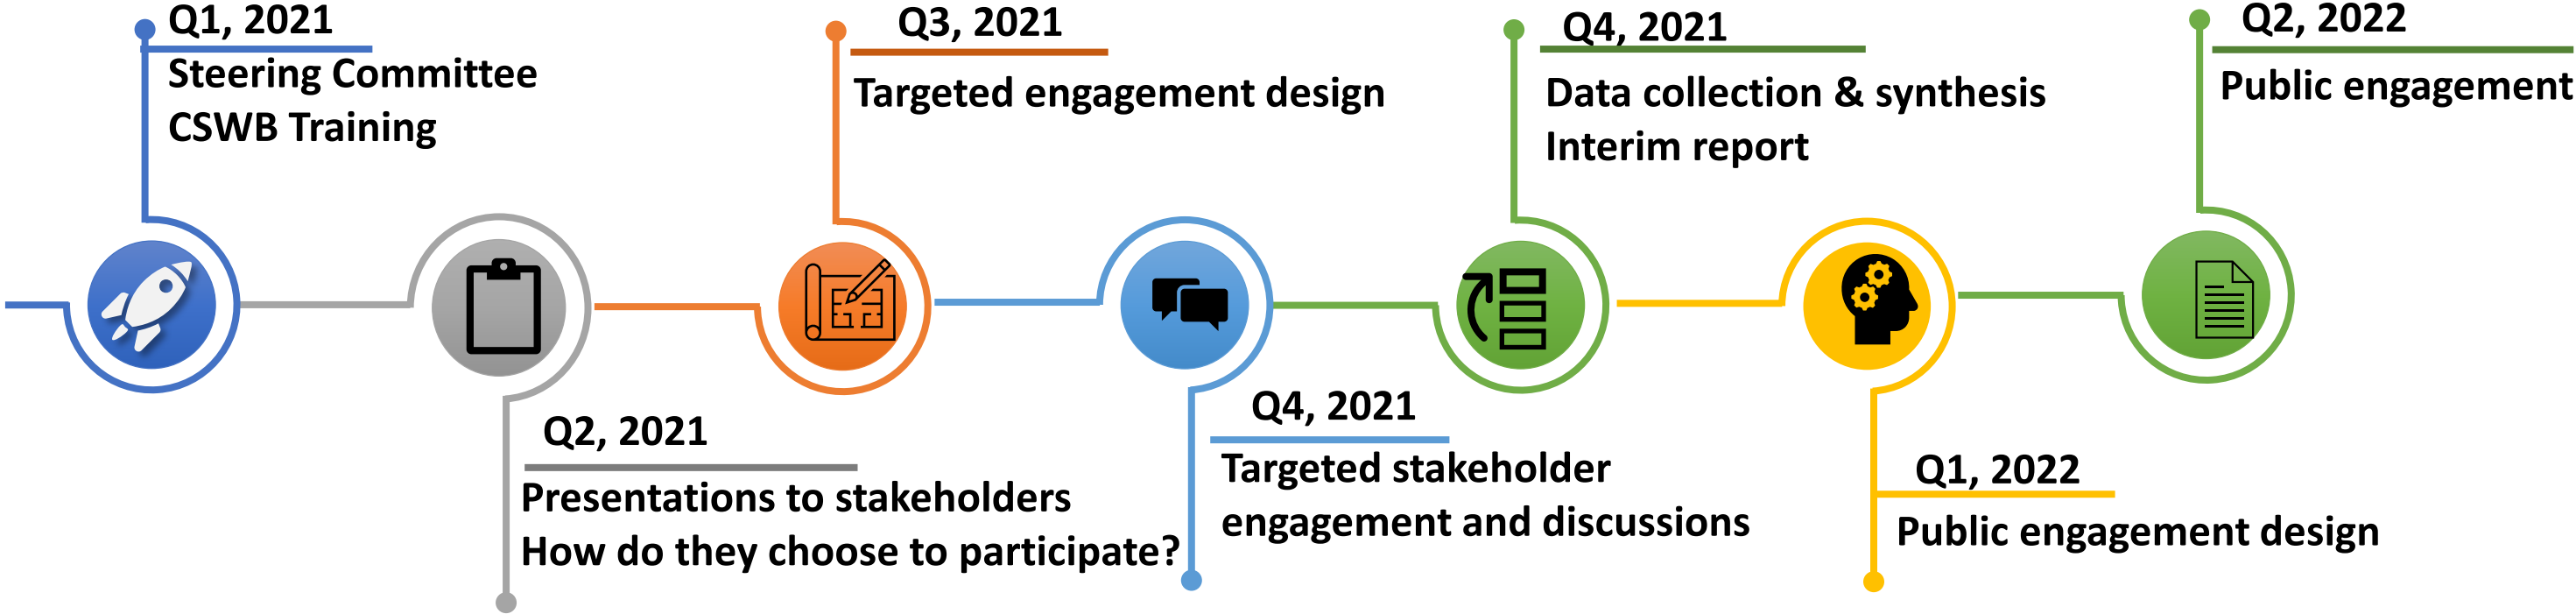 Q1, 2021
Steering Committee
CSWB Training
Q2, 2021
Presentations to stakeholders
How do they choose to participate?
Q3, 2021
Targeted engagement design
Q4, 2021
Targeted stakeholder
engagement and discussions
Q4, 2021
Data collection & synthesis
Interim report
Q1, 2022
Public engagement design
Q2, 2022
Public engagement